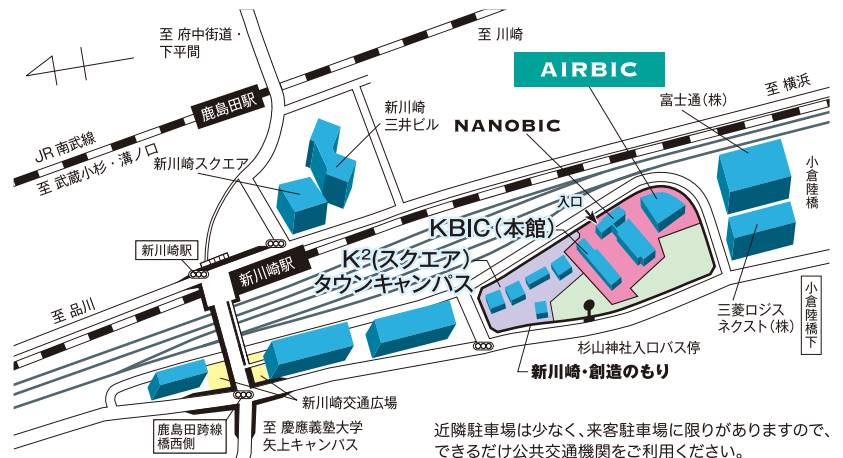 至 府中街道・
下平間
至 川崎
AIRBIC
至 横浜
鹿島田駅
新川崎
三井ビル
NANOBIC
富士通(株)
JR南武線
至 武蔵小杉・溝ノ口
新川崎スクエア
小倉陸橋
入口
KBIC(本館)
新川崎駅
新川崎駅
K²(スクエア)
タウンキャンパス
至 品川
三菱ロジス
ネクスト(株)
小倉陸橋下
杉山神社入口バス停
新川崎・創造のもり
新川崎交通広場
鹿島田跨線
橋西側
至 慶應義塾大学
矢上キャンパス
近隣駐車場は少なく、来客駐車場に限りがありますので、
できるだけ公共交通機関をご利用ください。